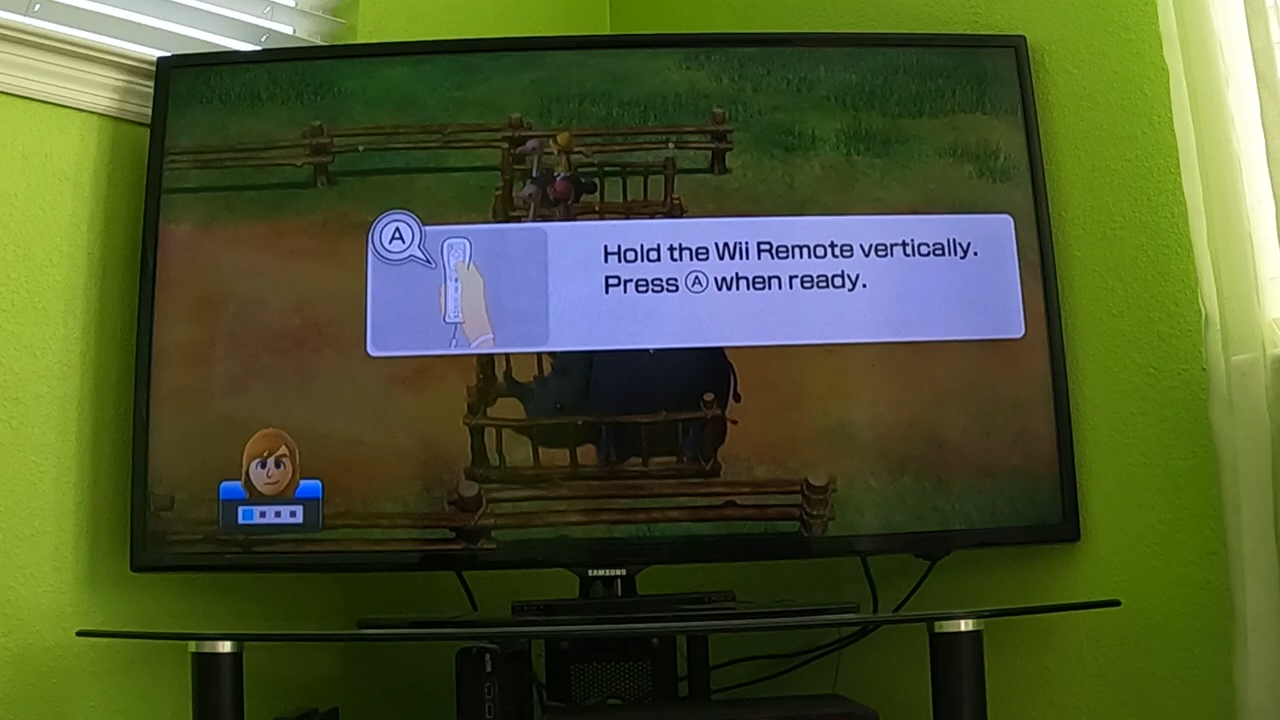 A
Hold the Wii Remote vertically.
Press Ⓐ when ready.
SAMSUNG